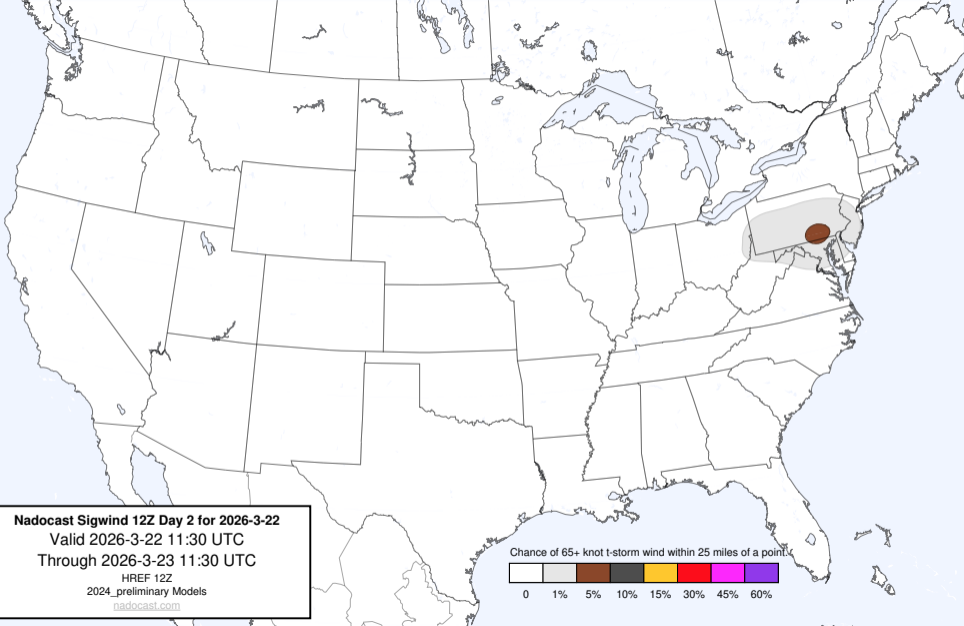 Nadocast Sigwind 12Z Day 2 for 2026-3-22
Valid 2026-3-22 11:30 UTC
Through 2026-3-23 11:30 UTC
HREF 12Z
2024_preliminary Models
nadocast.com
Chance of 65+ knot t-storm wind within 25 miles of a point.
0 1% 5% 10% 15% 30% 45% 60%